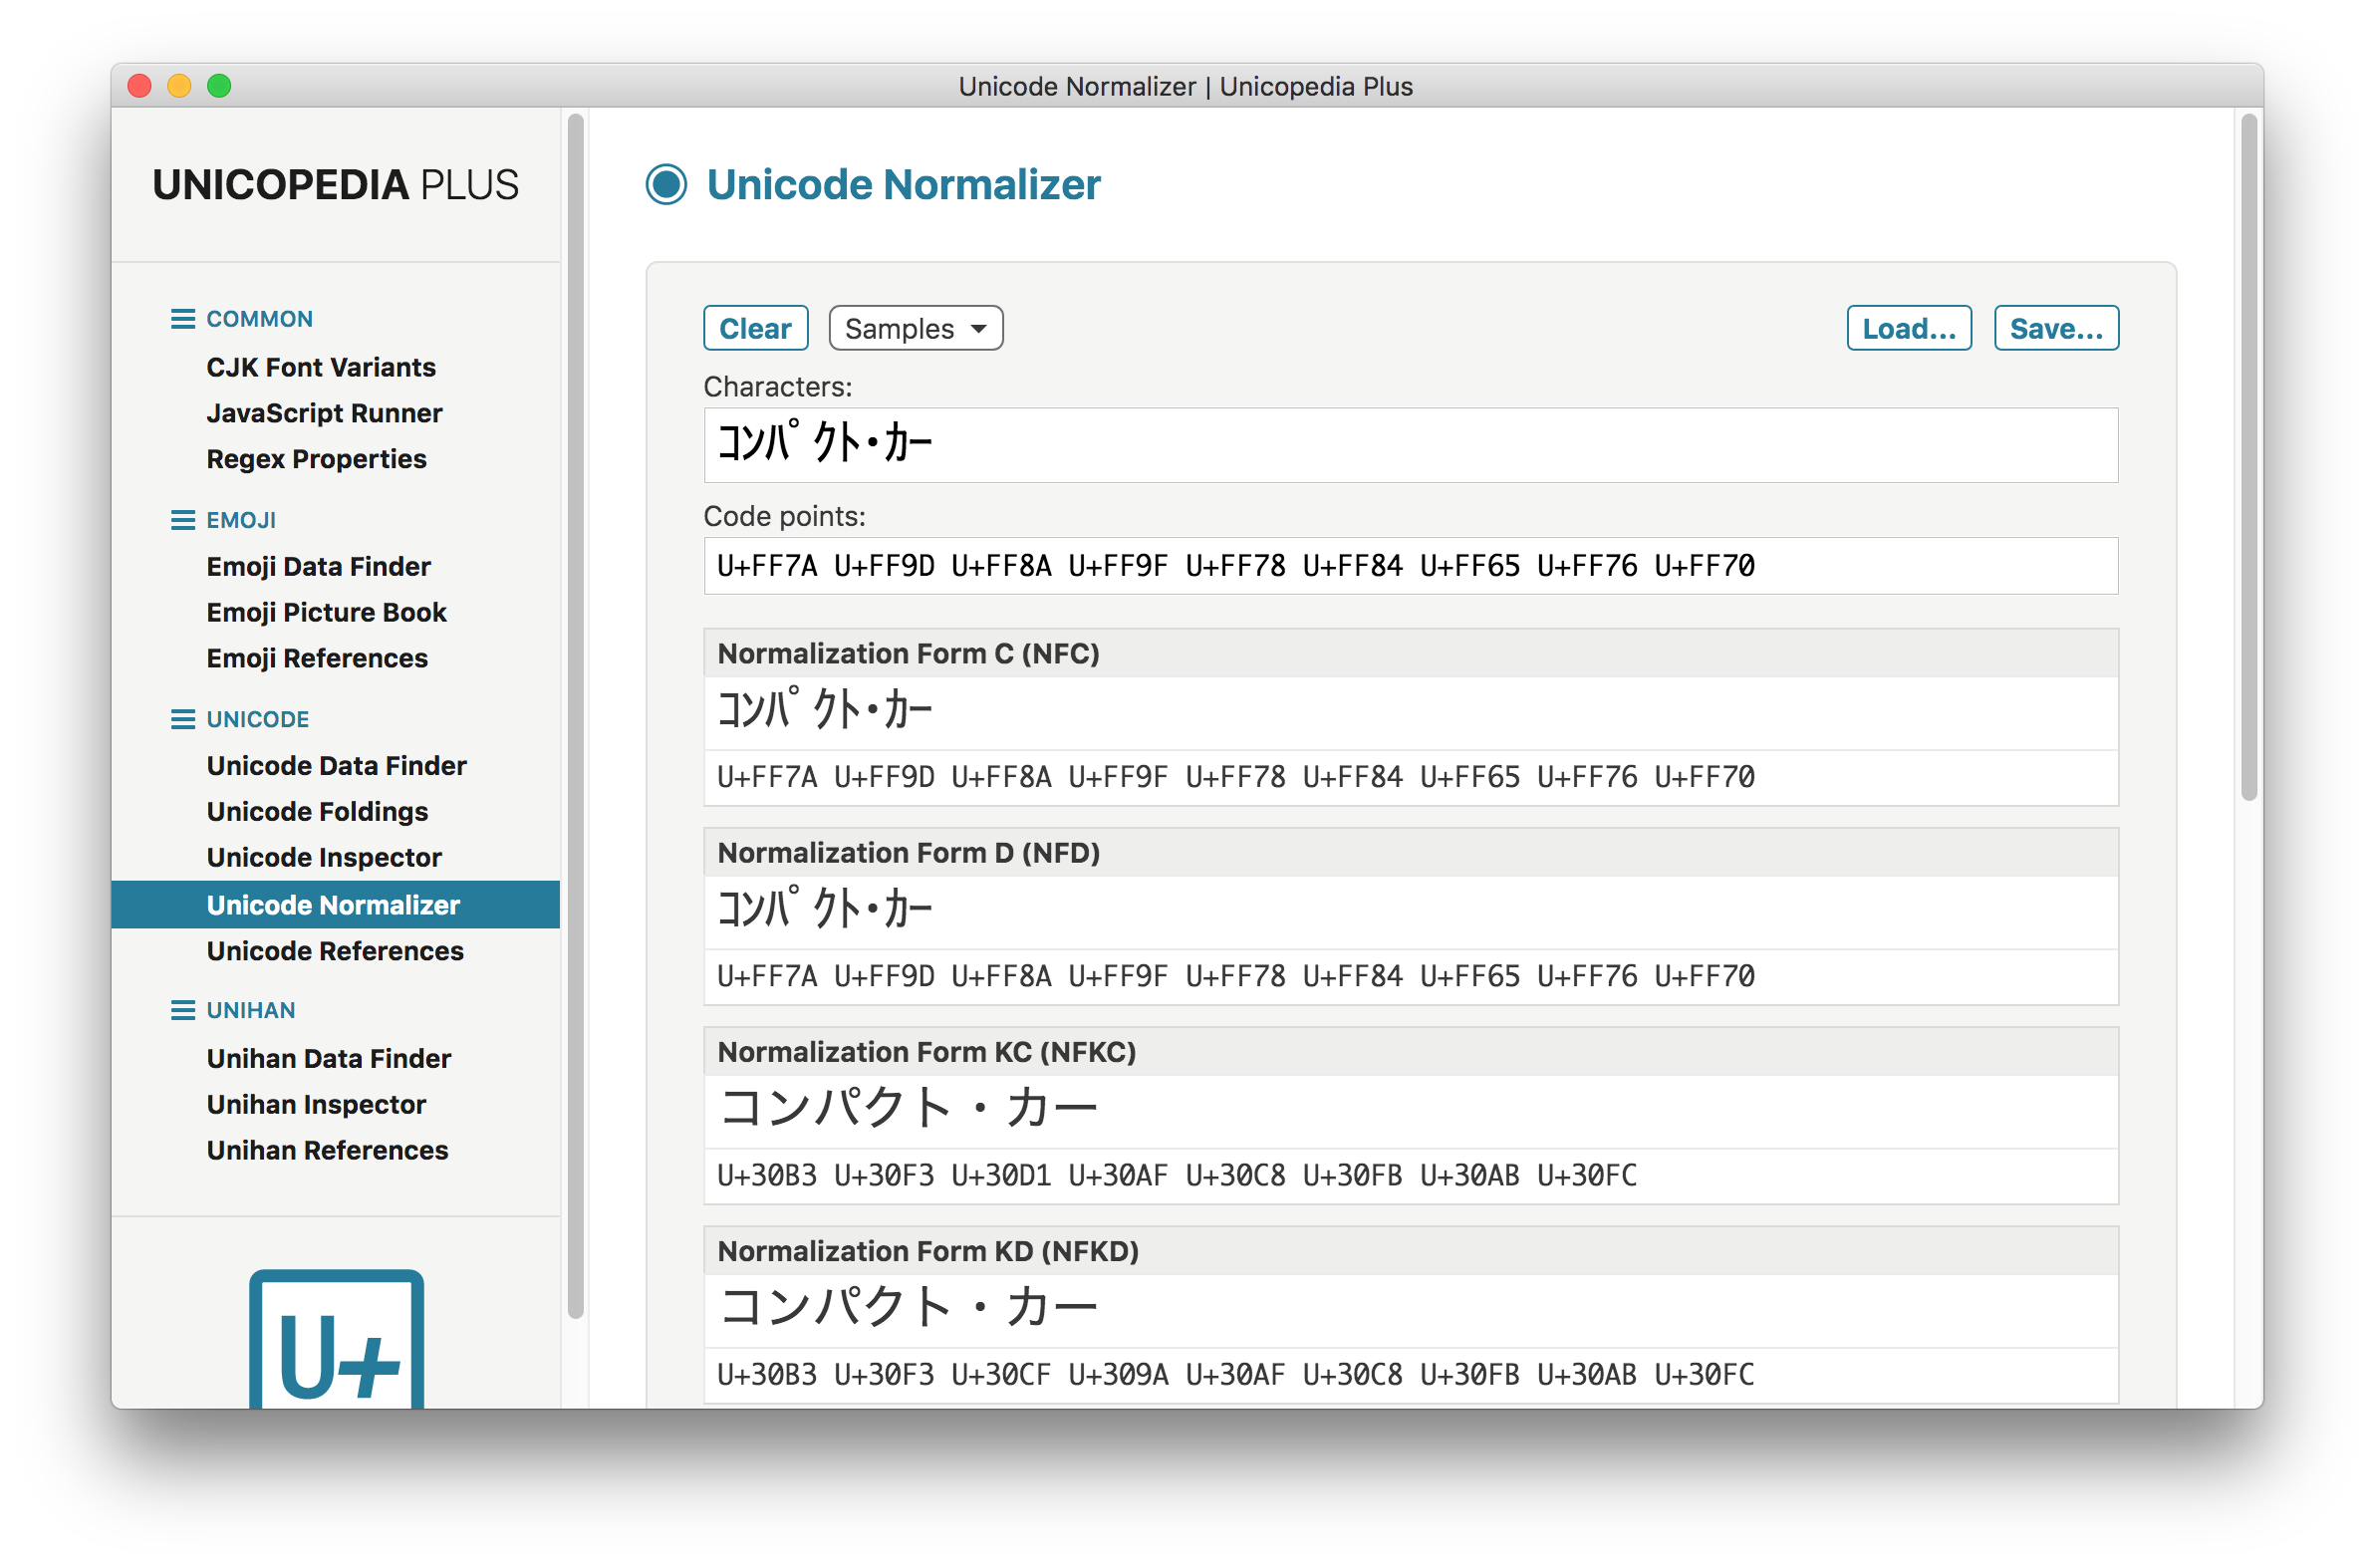 Unicode Normalizer | Unicopedia Plus
UNICOPEDIA PLUS
COMMON
CJK Font Variants
JavaScript Runner
Regex Properties
EMOJI
Emoji Data Finder
Emoji Picture Book
Emoji References
UNICODE
Unicode Data Finder
Unicode Foldings
Unicode Inspector
Unicode Normalizer
Unicode References
UNIHAN
Unihan Data Finder
Unihan Inspector
Unihan References
U+
Unicode Normalizer
Clear Samples Load... Save...
Characters:
コンパクト・カー
Code points:
U+FF7A U+FF9D U+FF8A U+FF9F U+FF78 U+FF84 U+FF65 U+FF76 U+FF70
Normalization Form C (NFC)
コンパクト・カー
U+FF7A U+FF9D U+FF8A U+FF9F U+FF78 U+FF84 U+FF65 U+FF76 U+FF70
Normalization Form D (NFD)
コンパクト・カー
U+FF7A U+FF9D U+FF8A U+FF9F U+FF78 U+FF84 U+FF65 U+FF76 U+FF70
Normalization Form KC (NFKC)
コンパクト・カー
U+30B3 U+30F3 U+30D1 U+30AF U+30C8 U+30FB U+30AB U+30FC
Normalization Form KD (NFKD)
コンパクト・カー
U+30B3 U+30F3 U+30CF U+309A U+30AF U+30C8 U+30FB U+30AB U+30FC